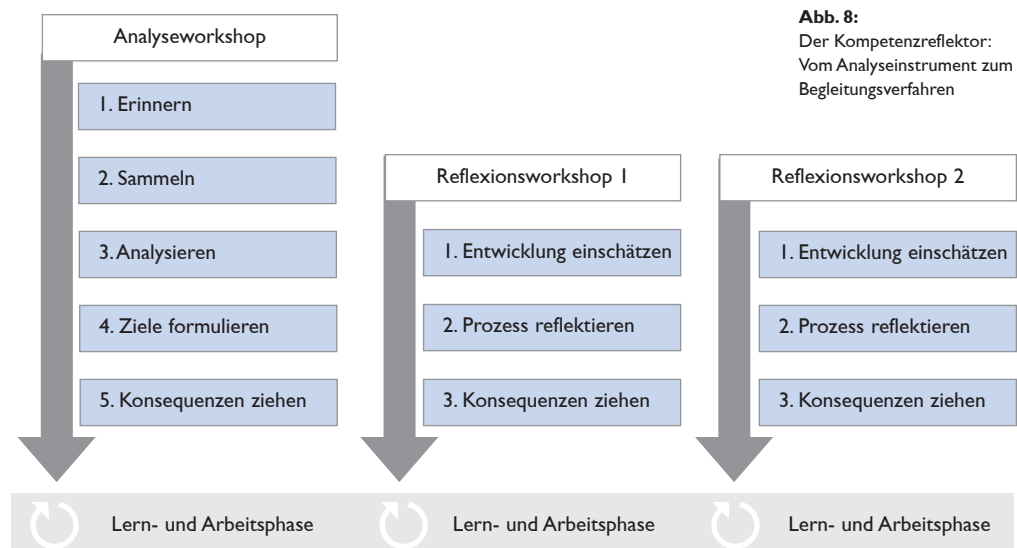 Abb. 8:
Der Kompetenzreflektor:
Vom Analyseinstrument zum
Begleitungsverfahren
Analyseworkshop
1. Erinnern
2. Sammeln
3. Analysieren
4. Ziele formulieren
5. Konsequenzen ziehen
Reflexionsworkshop 1
1. Entwicklung einschätzen
2. Prozess reflektieren
3. Konsequenzen ziehen
Reflexionsworkshop 2
1. Entwicklung einschätzen
2. Prozess reflektieren
3. Konsequenzen ziehen
Lern- und Arbeitsphase
Lern- und Arbeitsphase
Lern- und Arbeitsphase